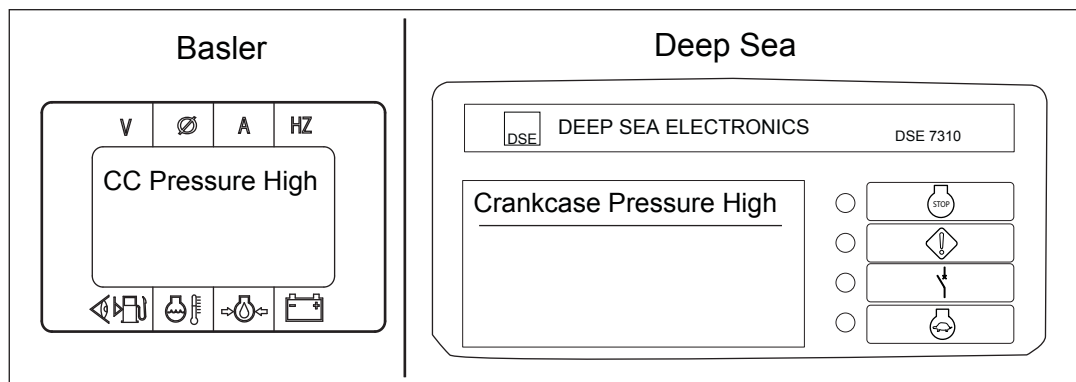 Basler
V Ø A HZ
CC Pressure High
Deep Sea
DSE
DEEP SEA ELECTRONICS
DSE 7310
Crankcase Pressure High
STOP